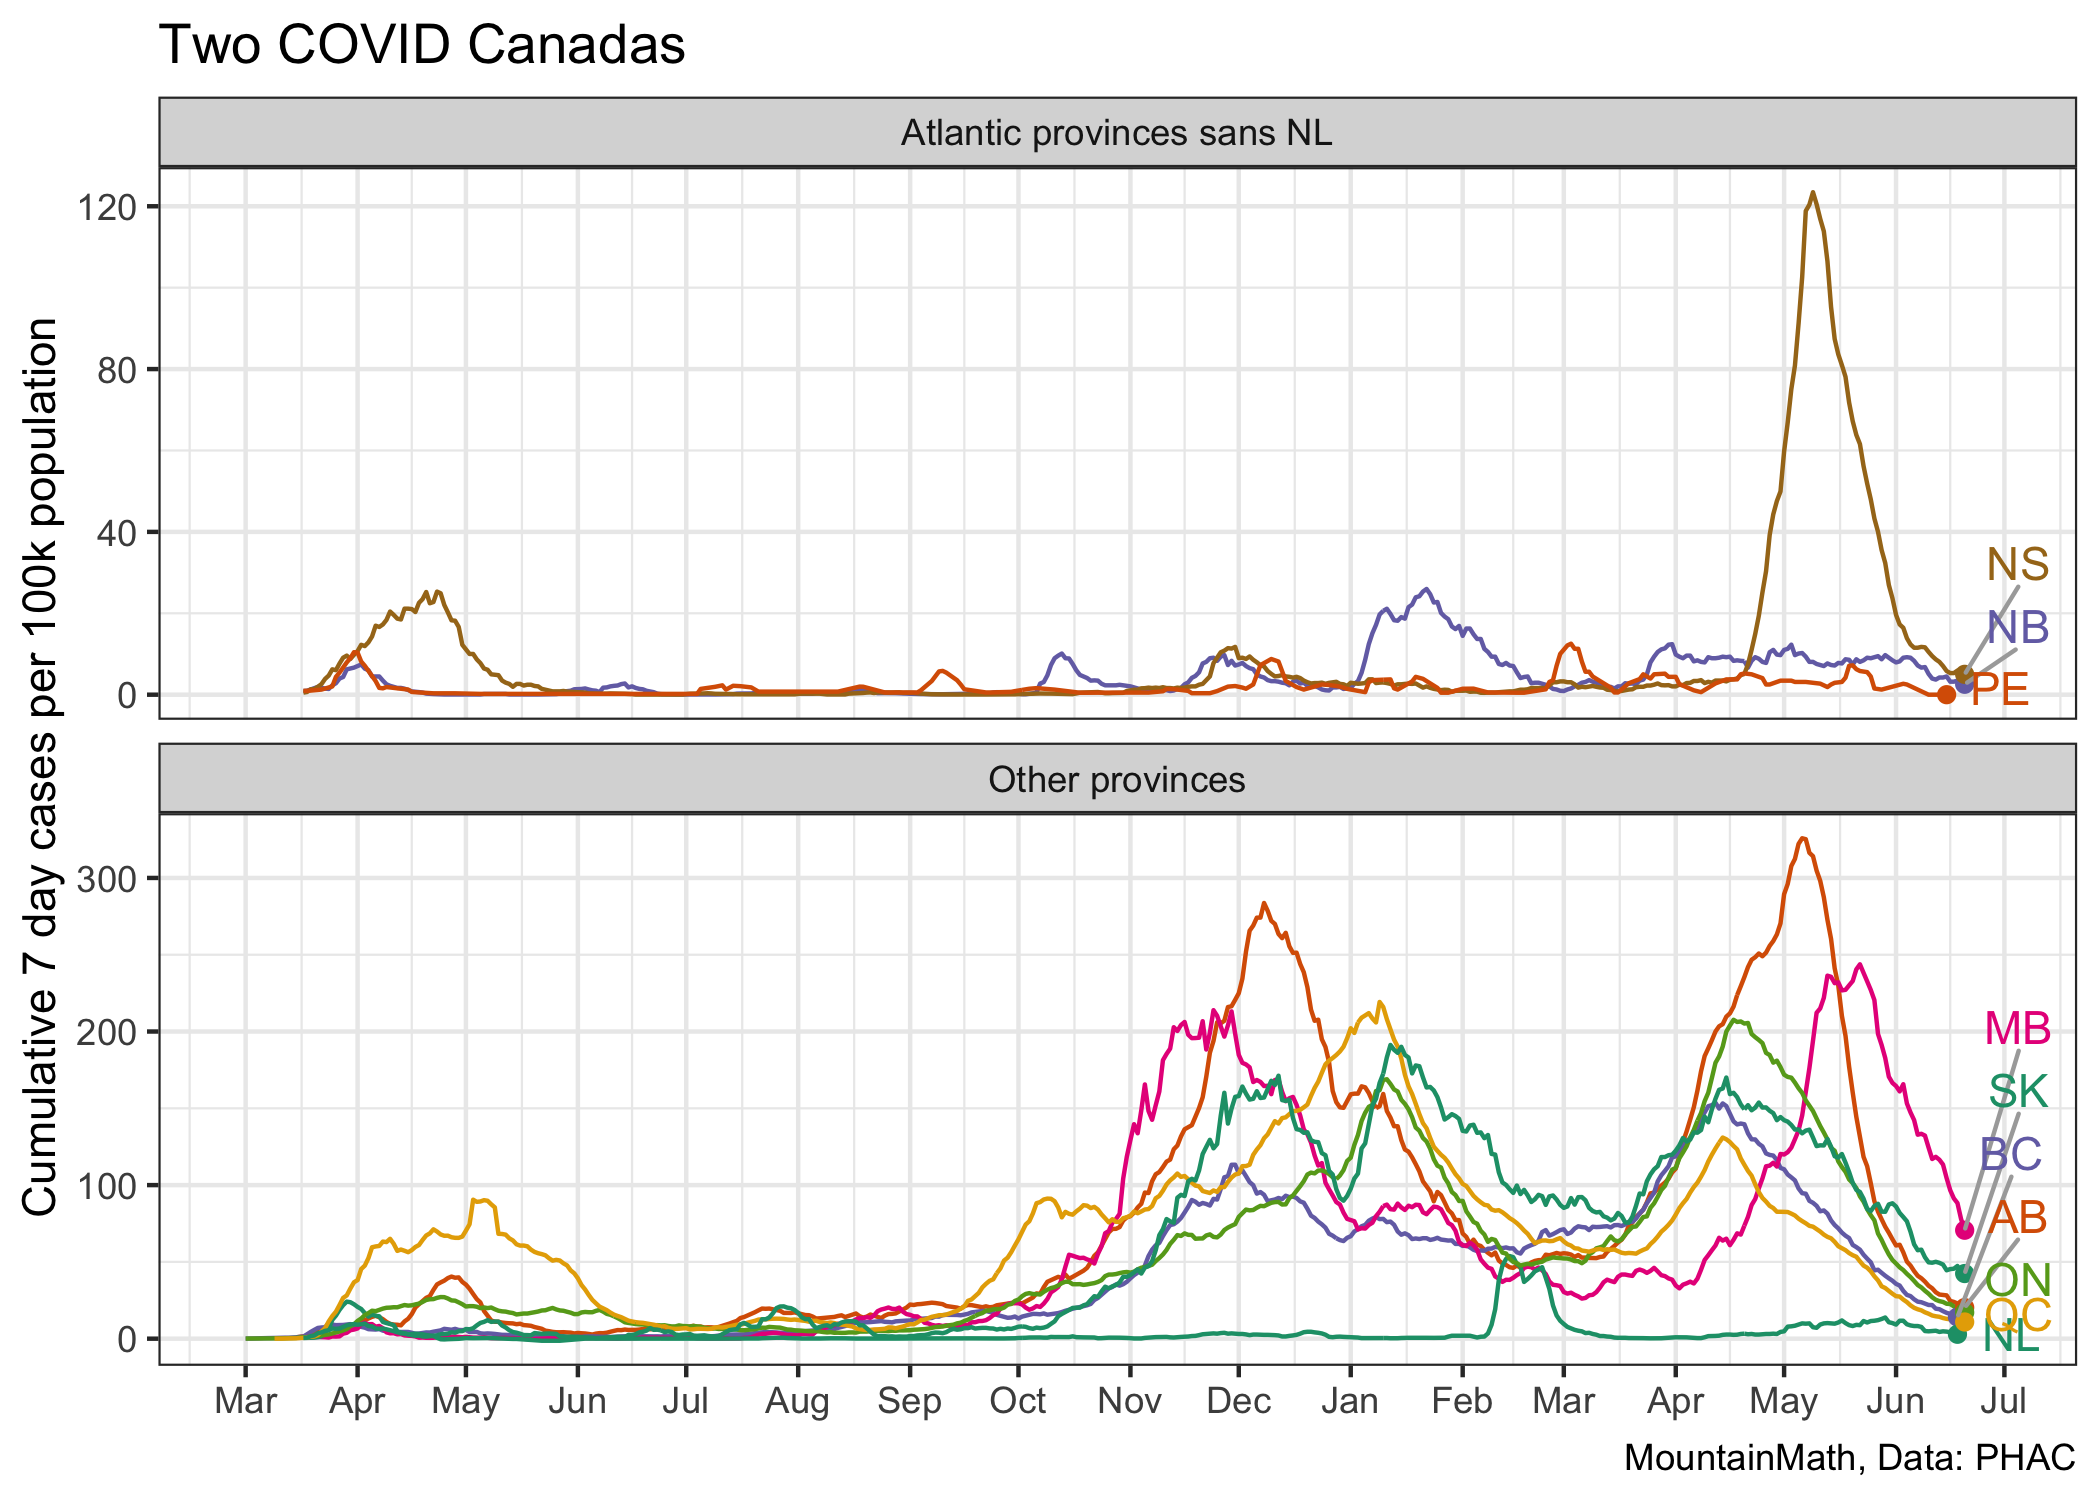 Two COVID Canadas
Atlantic provinces sans NL
Cumulative 7 day cases per 100k population
120
80
40
0
NS
NB
PE
Other provinces
300
200
100
0
MB
SK
BC
AB
ON
QC
NL
Mar Apr May Jun Jul Aug Sep Oct Nov Dec Jan Feb Mar Apr May Jun Jul
MountainMath, Data: PHAC